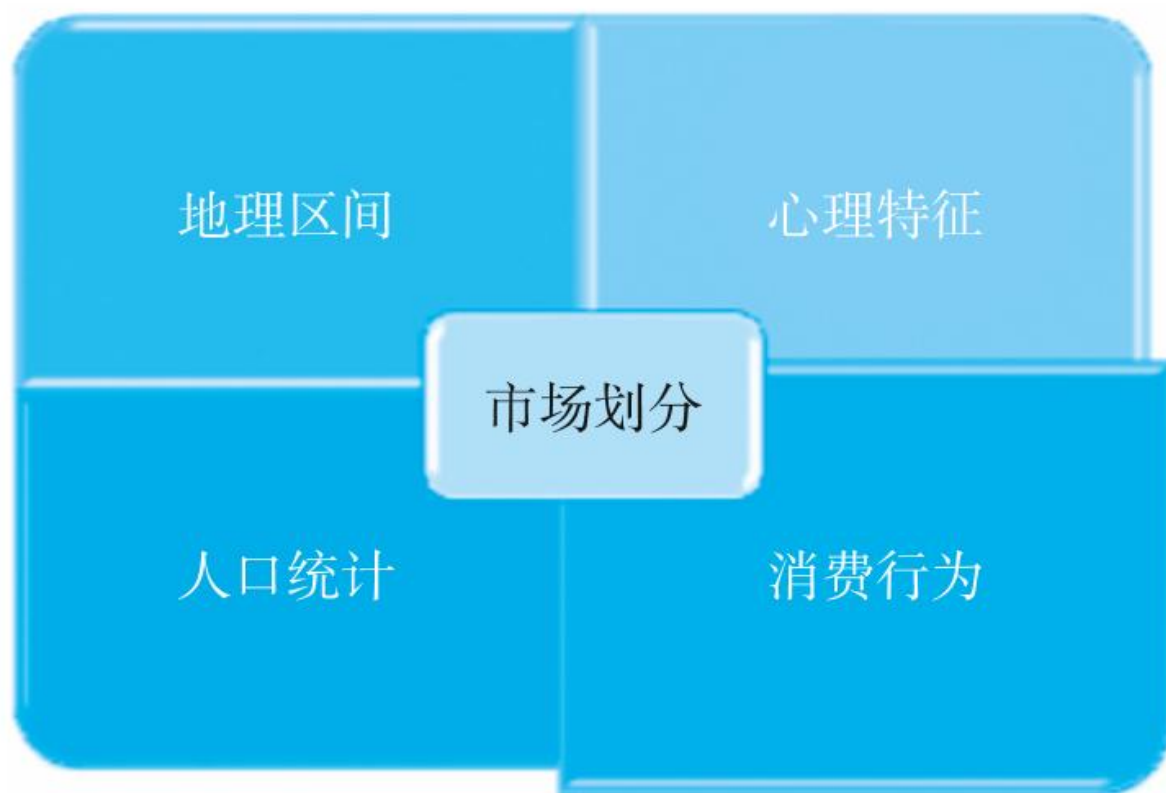 地理区间
心理特征
市场划分
人口统计
消费行为